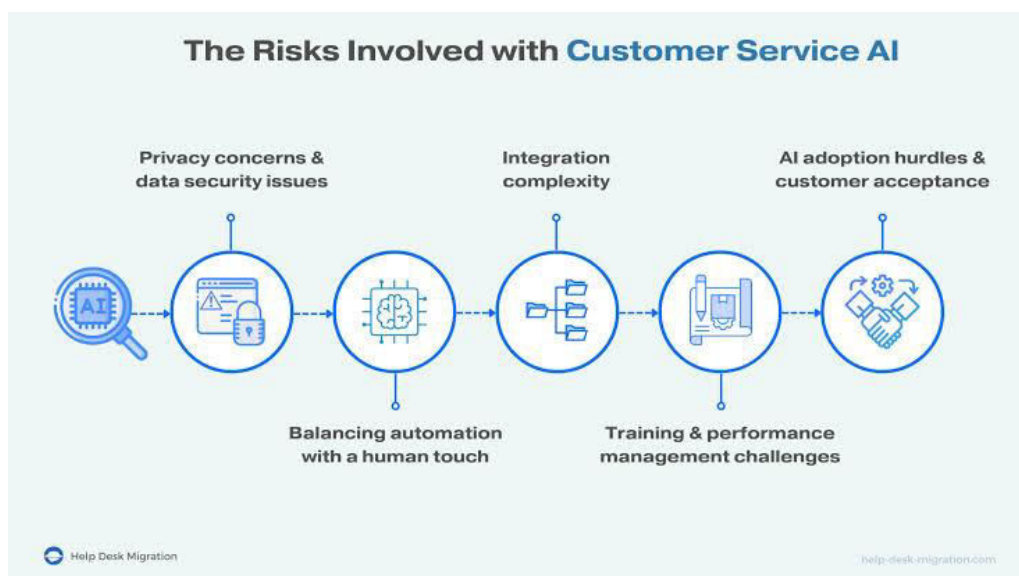 The Risks Involved with Customer Service AI
Privacy concerns &
data security issues
Integration
complexity
AI adoption hurdles &
customer acceptance
AI
Balancing automation
with a human touch
Training & performance
management challenges
Help Desk Migration
help-desk-migration.com